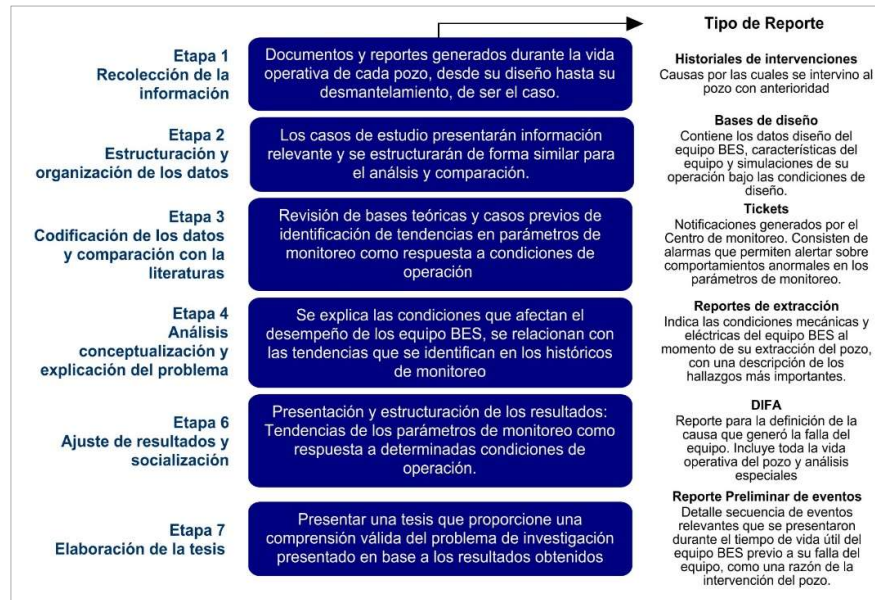 Etapa 1
Recolección de la
información
Documentos y reportes generados durante la vida
operativa de cada pozo, desde su diseño hasta su
desmantelamiento, de ser el caso.
Etapa 2
Estructuración y
organización de los datos
Los casos de estudio presentarán información
relevante y se estructurarán de forma similar para
el análsis y comparación.
Etapa 3
Codificación de los datos
y comparación con la
literaturas
Revisión de bases teóricas y casos previos de
identificación de tendencias en parámetros de
monitoreo como respuesta a condiciones de
operación
Etapa 4
Análisis
conceptualización y
explicación del problema
Se explica las condiciones que afectan el
desempeño de los equipo BES, se relacionan con
las tendencias que se identifican en los históricos
de monitoreo
Etapa 6
Ajuste de resultados y
socialización
Presentación y estructuración de los resultados:
Tendencias de los parámetros de monitoreo como
respuesta a determinadas condiciones de
operación.
Etapa 7
Elaboración de la tesis
Presentar una tesis que proporcione una
comprensión válida del problema de investigación
presentado en base a los resultados obtenidos
Tipo de Reporte
Historiales de intervenciones
Causas por las cuales se intervino al
pozo con anterioridad
Bases de diseño
Contiene los datos diseño del
equipo BES, características del
equipo y simulaciones de su
operación bajo las condiciones de
diseño.
Tickets
Notificaciones generados por el
Centro de monitoreo. Consisten de
alarmas que permiten alertar sobre
comportamientos anormales en los
parámetros de monitoreo.
Reportes de extracción
Indica las condiciones mecánicas y
eléctricas del equipo BES al
momento de su extracción del pozo,
con una descripción de los
hallazgos más importantes.
DIFA
Reporte para la definición de la
causa que generó la falla del
equipo. Incluye toda la vida
operativa del pozo y análisis
especiales
Reporte Preliminar de eventos
Detalle secuencia de eventos
relevantes que se presentaron
durante el tiempo de vida útil del
equipo BES previo a su falla del
equipo, como una razón de la
intervención del pozo.